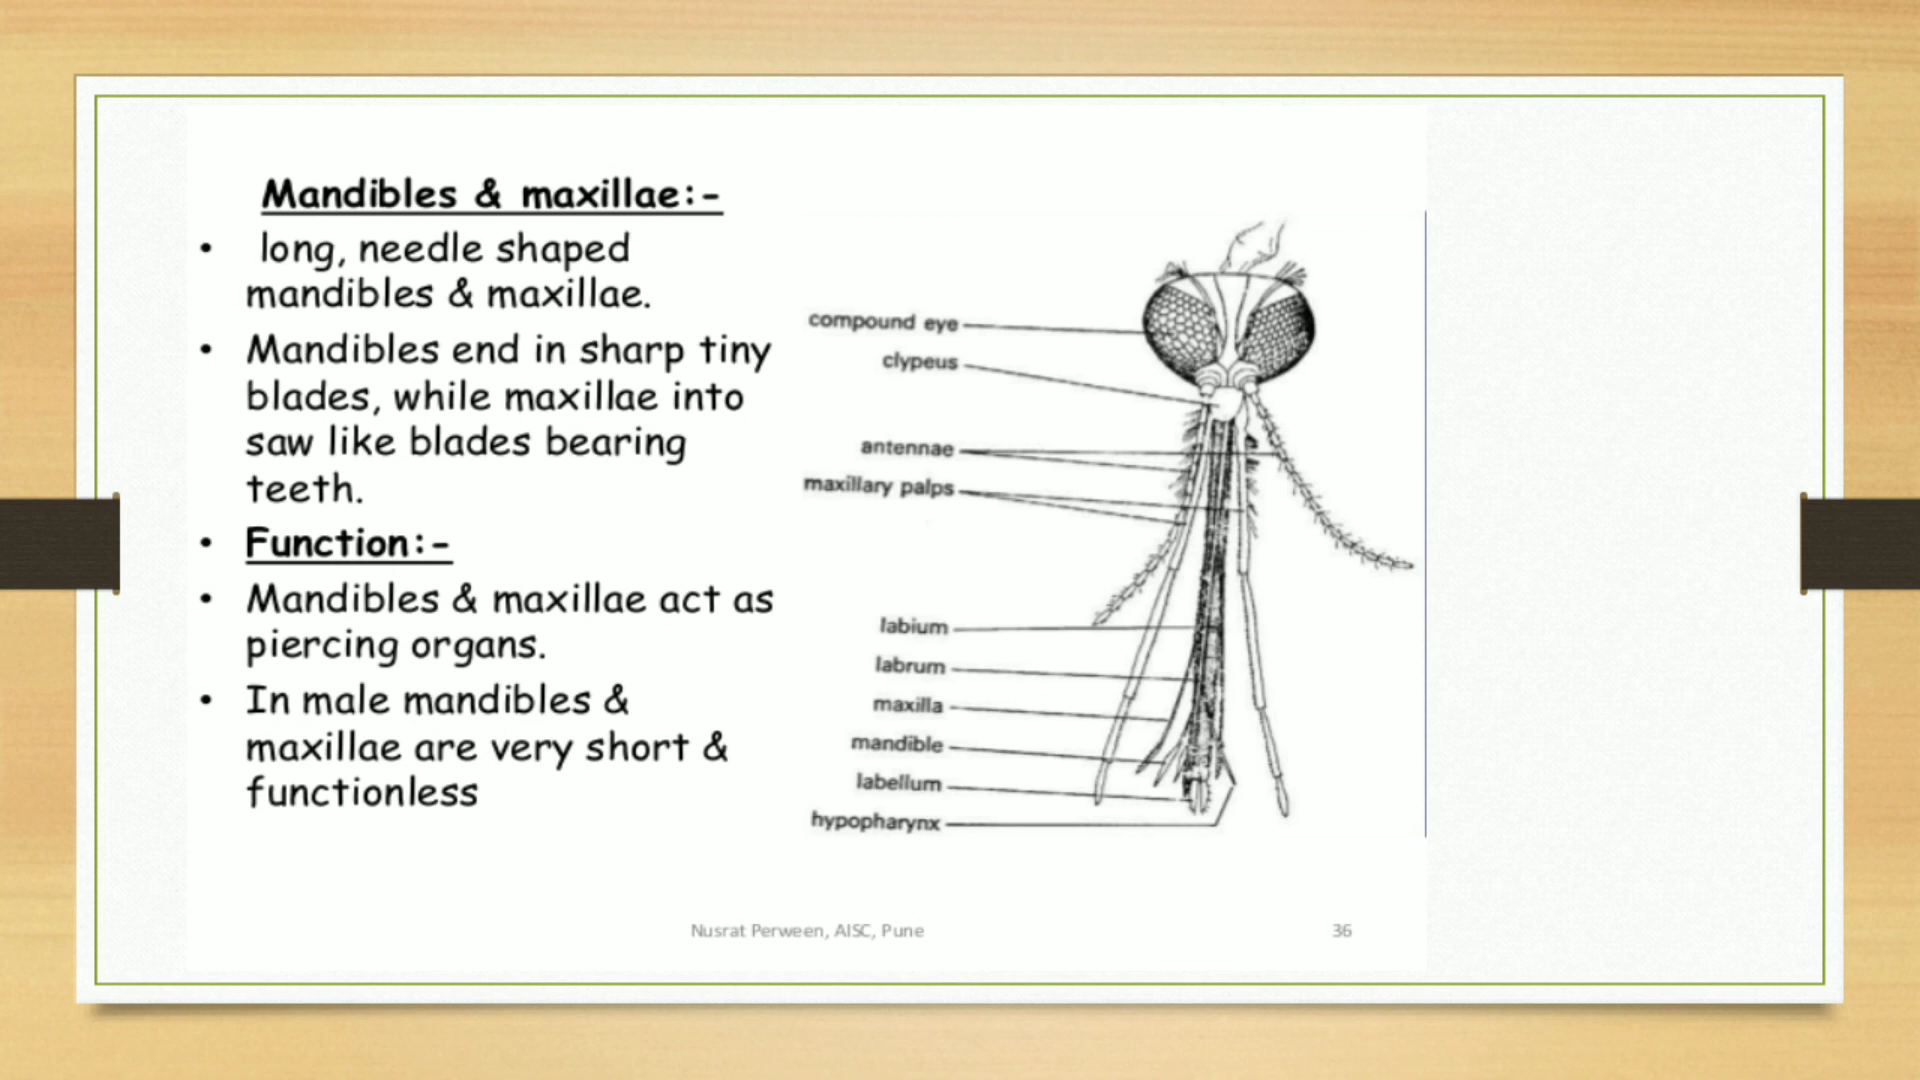 Mandibles & maxillae:-
• long, needle shaped
mandibles & maxillae.
• Mandibles end in sharp tiny
blades, while maxillae into
saw like blades bearing
teeth.
• Function:-
• Mandibles & maxillae act as
piercing organs.
• In male mandibles &
maxillae are very short &
functionless
compound eye
clypeus
antennae
maxillary palps
labium
labrum
maxilla
mandible
labellum
hypopharynx
Nusrat Perween, AISC, Pune
36